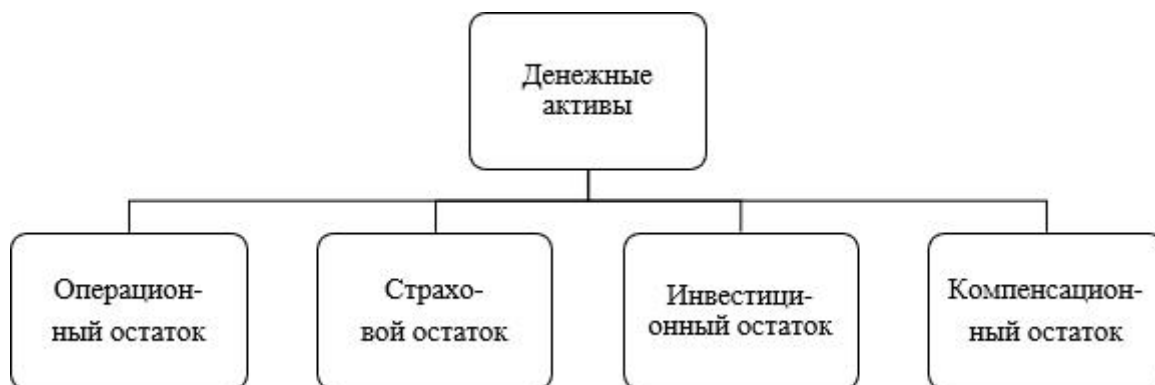 Денежные
активы
Операцион-
ный остаток
Страхо-
вой остаток
Инвестици-
онный остаток
Компенсацион-
ный остаток